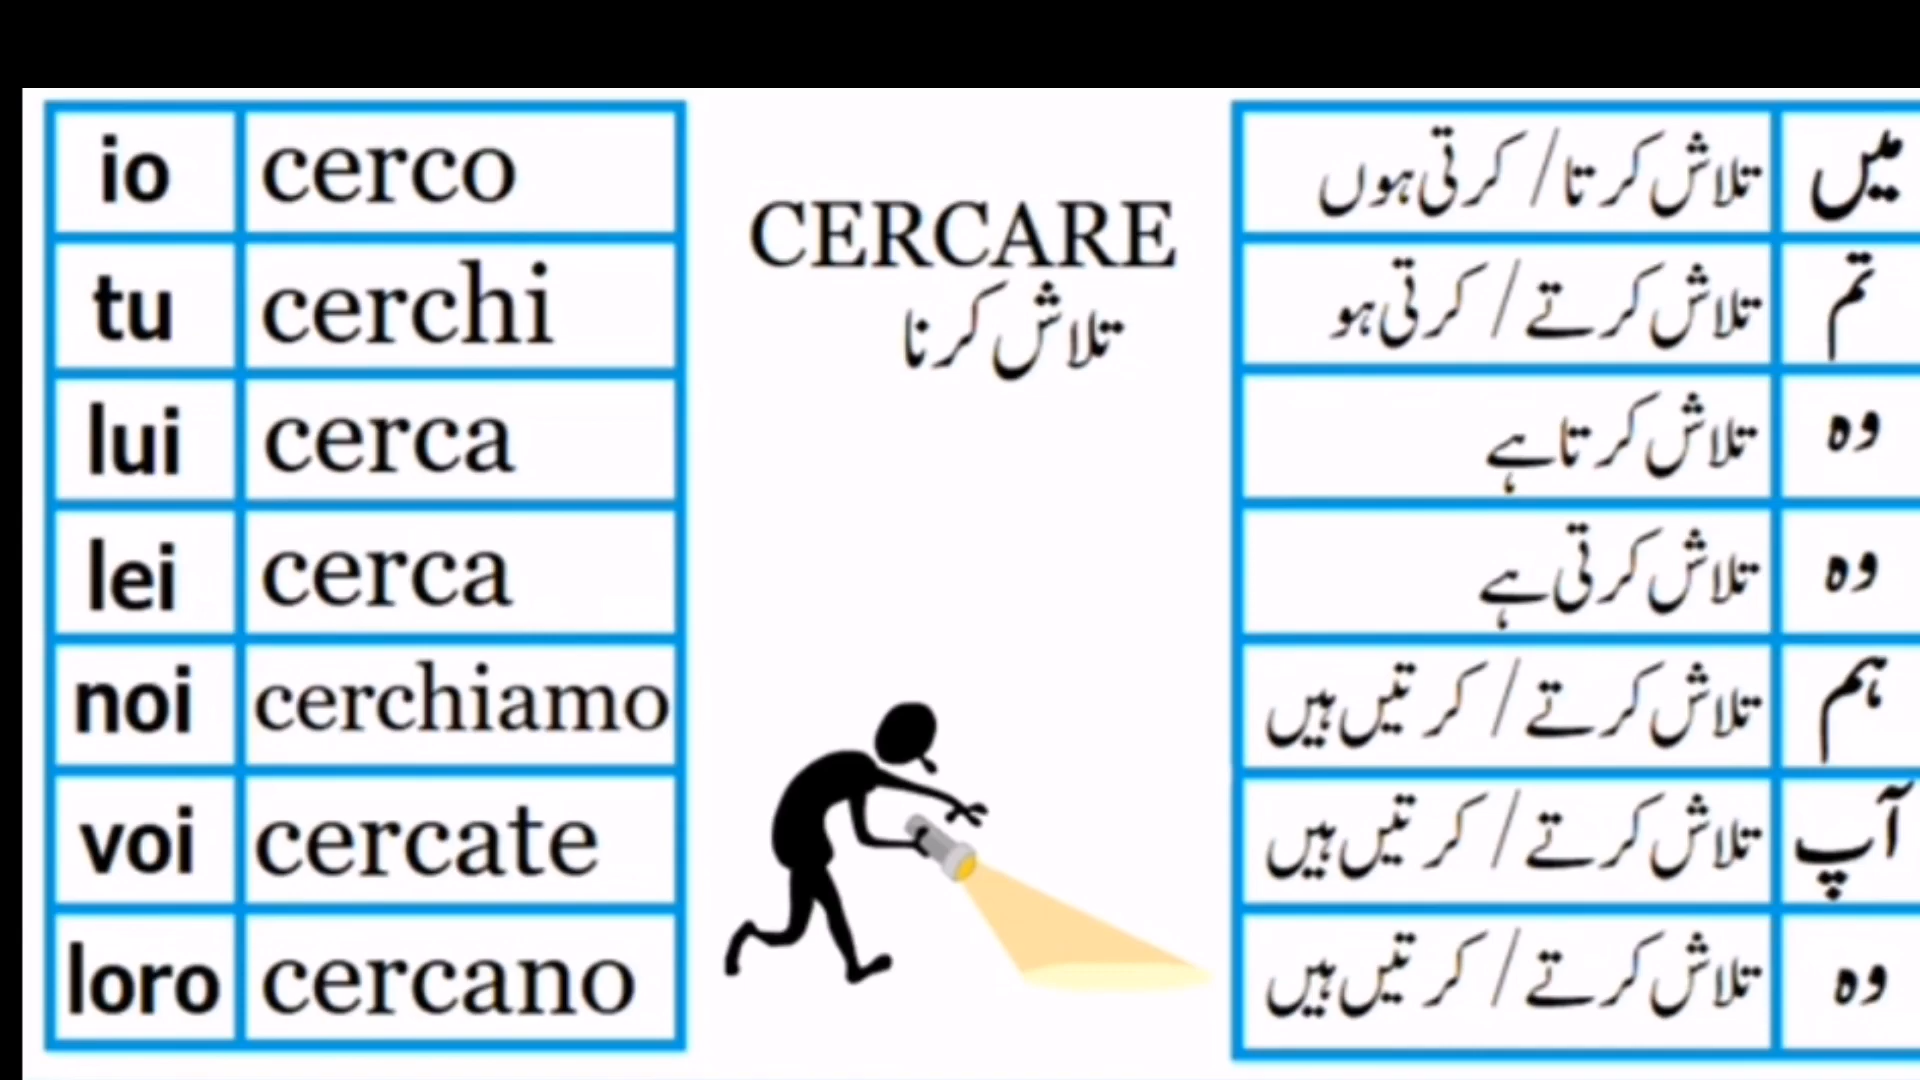 io cerco
tu cerchi
lui cerca
lei cerca
noi cerchiamo
voi cercate
loro cercano
CERCARE
تلاش کرنا
میں تلاش کرتا / کرتی ہوں
تم تلاش کرتے / کرتی ہو
وہ تلاش کرتا ہے
وہ تلاش کرتی ہے
ہم تلاش کرتے / کرتیں ہیں
آپ تلاش کرتے / کرتیں ہیں
وہ تلاش کرتے / کرتیں ہیں